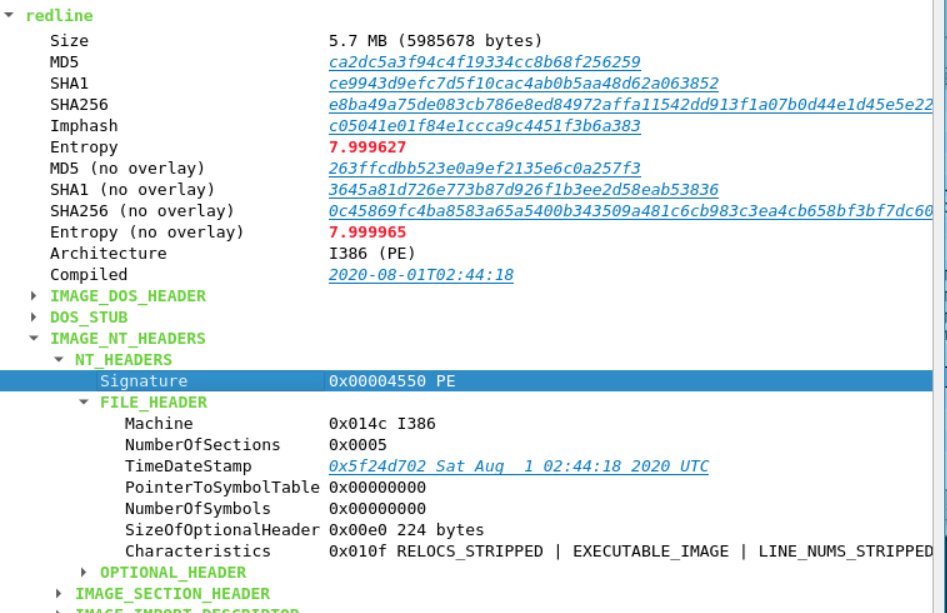 redline
Size 5.7 MB (5985678 bytes)
MD5 ca2dc5a3f94c4f19334cc8b68f256259
SHA1 ce9943d9efc7d5f10cac4ab0b5aa48d62a063852
SHA256 e8ba49a75de083cb786e8ed84972affa11542dd913f1a07b0d44e1d45e5e22
Imphash c05041e01f84e1ccca9c4451f3b6a383
Entropy 7.999627
MD5 (no overlay) 263ffcdbb523e0a9ef2135e6c0a257f3
SHA1 (no overlay) 3645a81d726e773b87d926f1b3ee2d58eab53836
SHA256 (no overlay) 0c45869fc4ba8583a65a5400b343509a481c6cb983c3ea4cb658bf3bf7dc60
Entropy (no overlay) 7.999965
Architecture I386 (PE)
Compiled 2020-08-01T02:44:18
IMAGE_DOS_HEADER
DOS_STUB
IMAGE_NT_HEADERS
NT_HEADERS
Signature 0x00004550 PE
FILE_HEADER
Machine 0x014c I386
NumberOfSections 0x0005
TimeDateStamp 0x5f24d702 Sat Aug 1 02:44:18 2020 UTC
PointerToSymbolTable 0x00000000
NumberOfSymbols 0x00000000
SizeOfOptionalHeader 0x00e0 224 bytes
Characteristics 0x010f RELOCS_STRIPPED | EXECUTABLE_IMAGE | LINE_NUMS_STRIPPED
OPTIONAL_HEADER
IMAGE_SECTION_HEADER
IMAGE_IMPORT_DESCRIPTOR